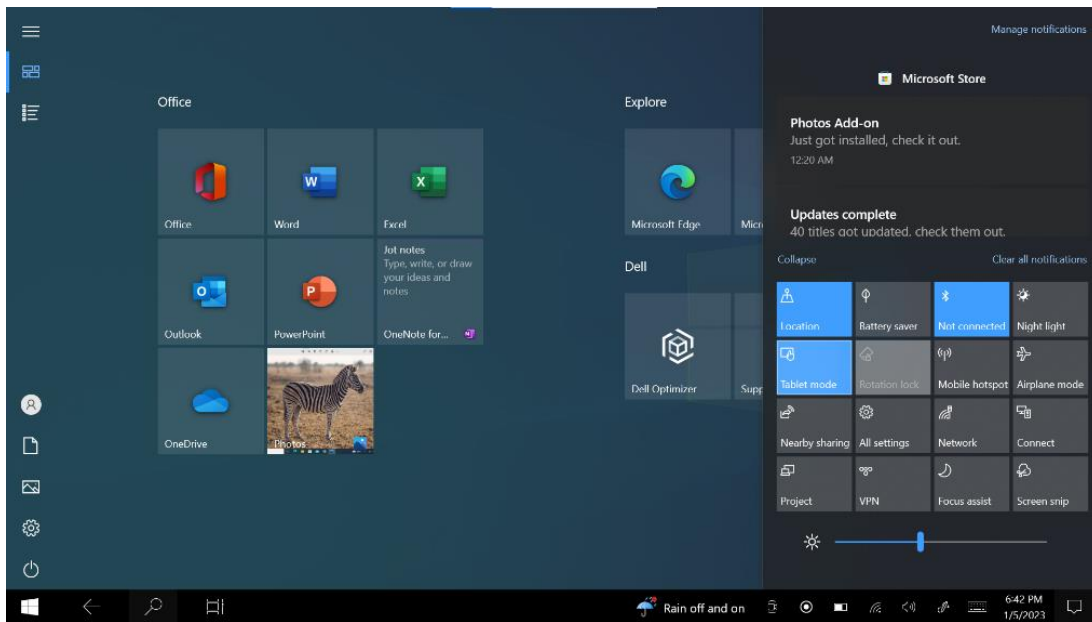 Manage notifications
Microsoft Store
Office
Explore
Photos Add-on
Just got installed, check it out.
12:20 AM
Office
Word
Excel
Microsoft Edge
Micr
Updates complete
40 titles got updated, check them out.
Jot notes
Type, write, or draw
your ideas and
notes
Dell
Collapse
Clear all notifications
Outlook
PowerPoint
OneNote for...
Location
Battery saver
Not connected
Night light
Dell Optimizer
Supp
Tablet mode
Rotation lock
Mobile hotspot
Airplane mode
OneDrive
Photos
Nearby sharing
All settings
Network
Connect
Project
VPN
Focus assist
Screen snip
Rain off and on
6:42 PM
1/5/2023